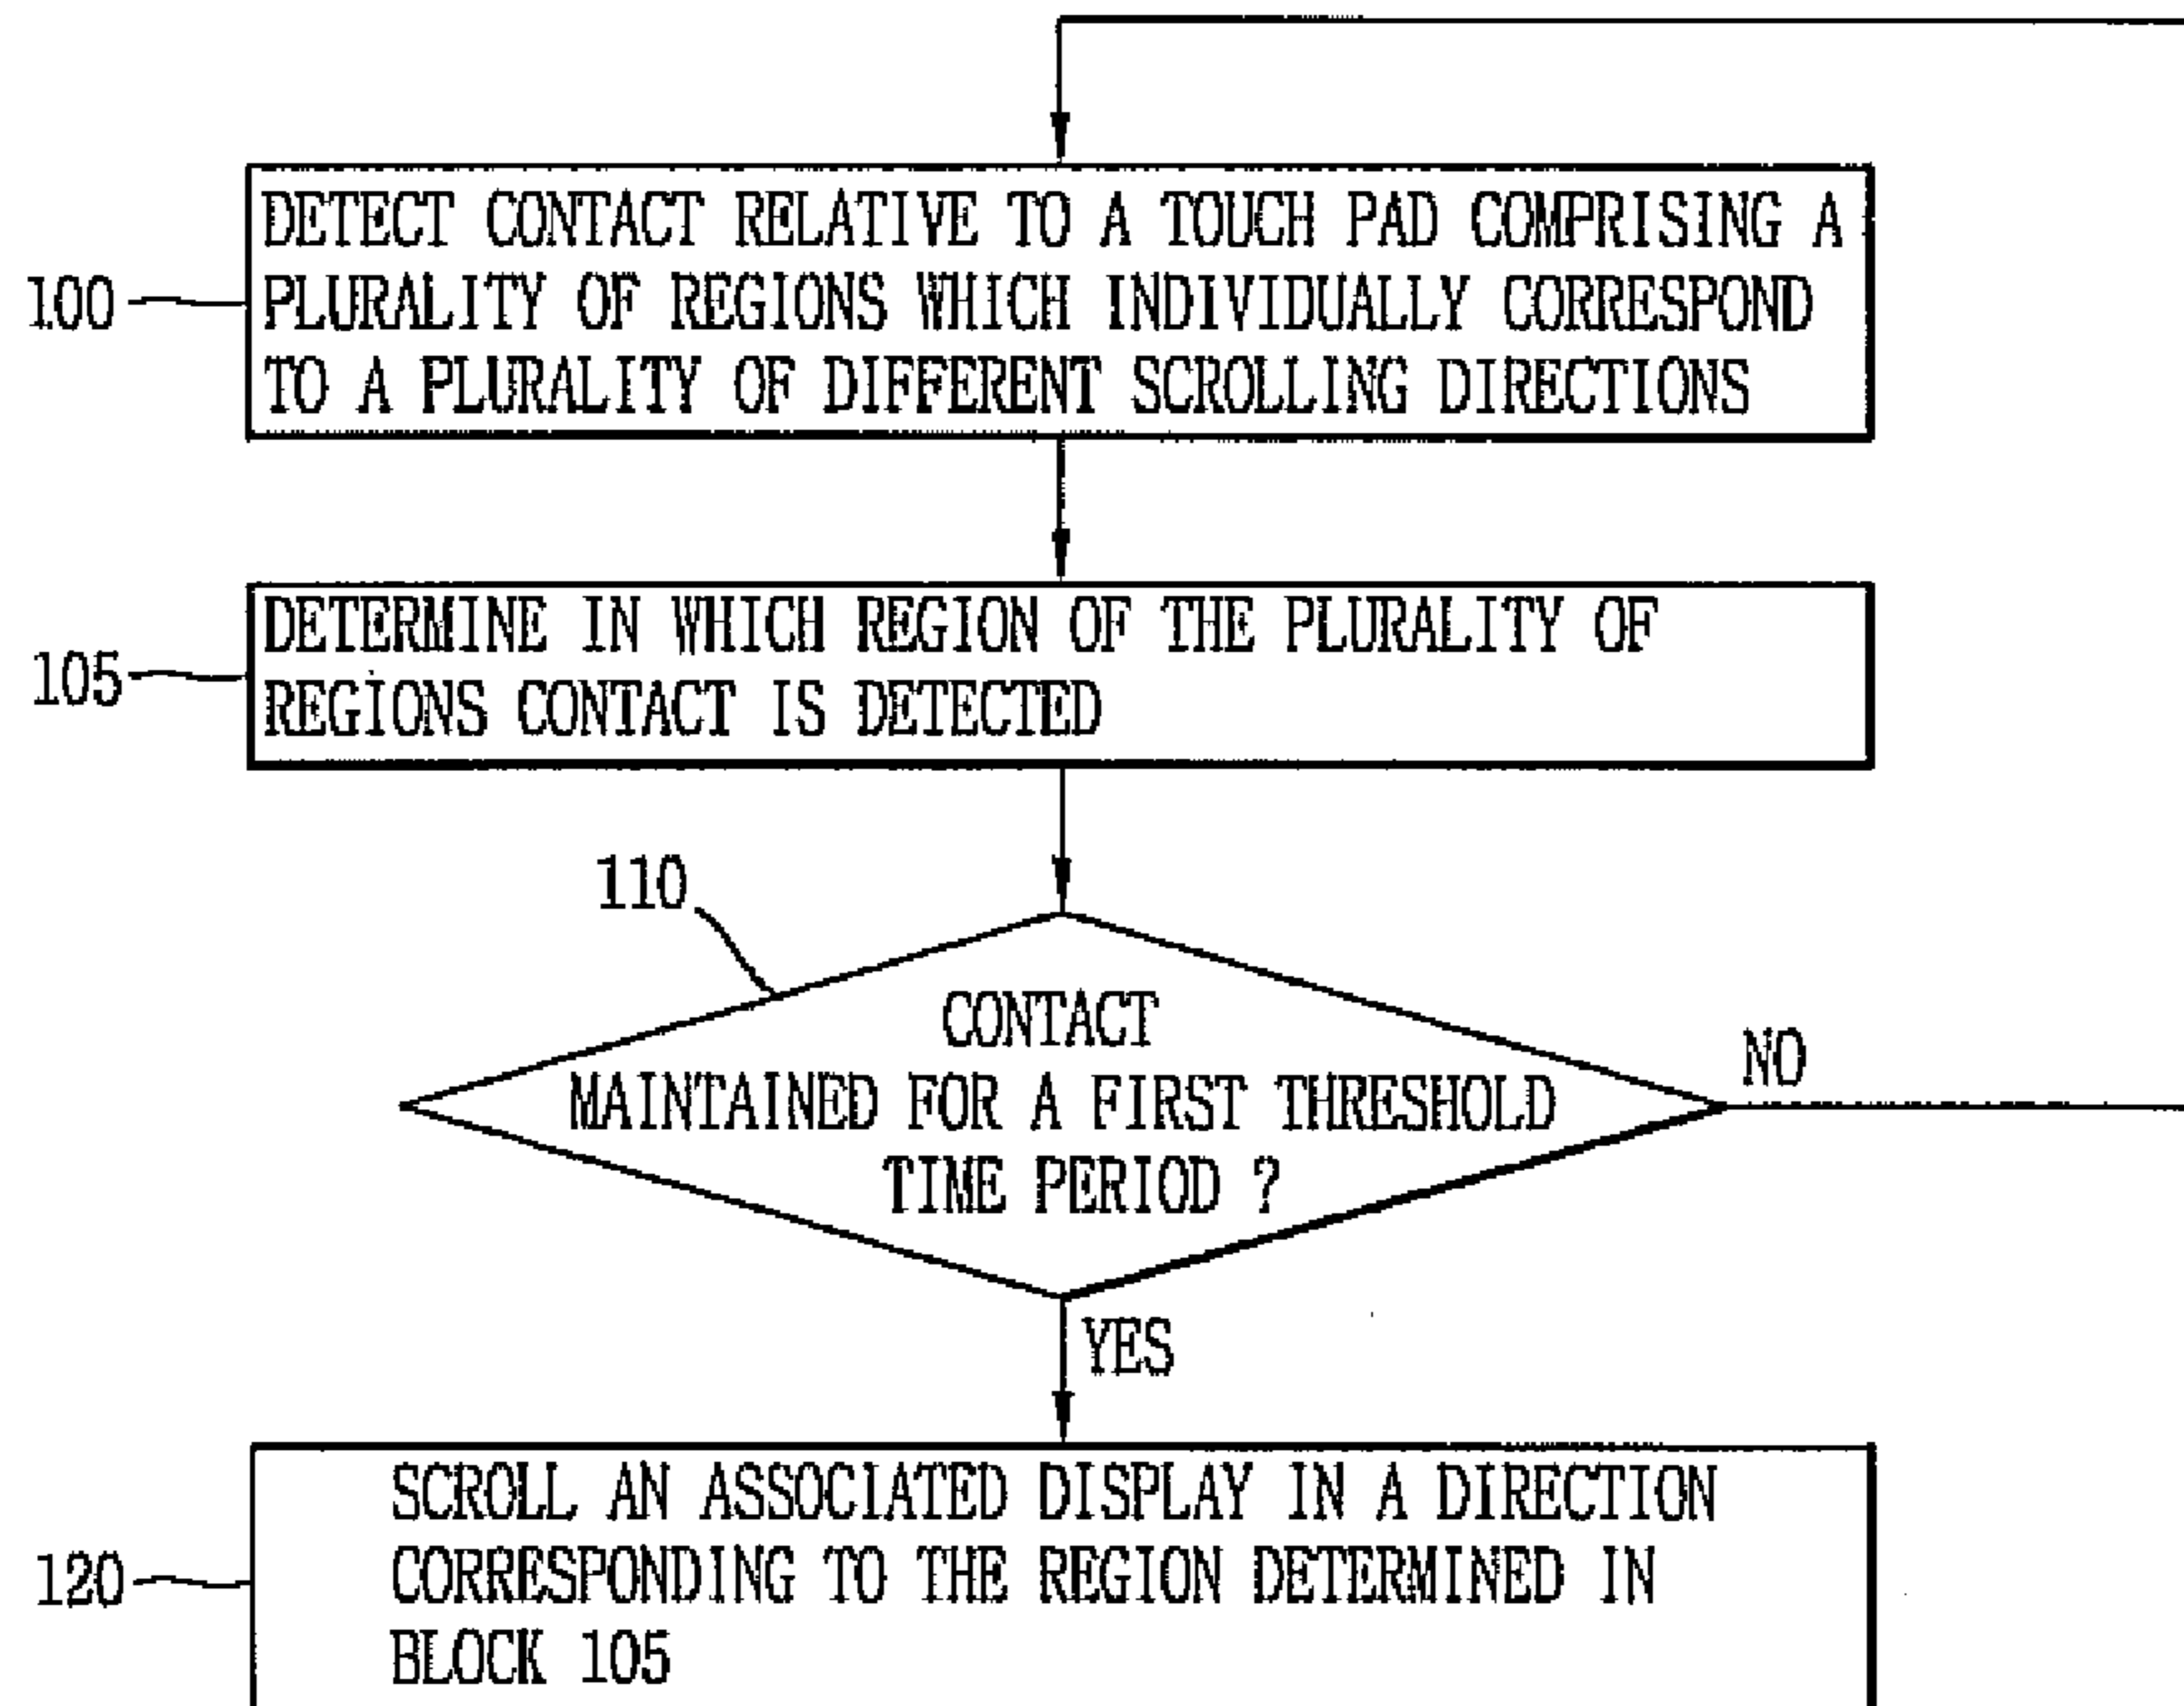 DETECT CONTACT RELATIVE TO A TOUCH PAD COMPRISING A
PLURALITY OF REGIONS WHICH INDIVIDUALLY CORRESPOND
TO A PLURALITY OF DIFFERENT SCROLLING DIRECTIONS
100
DETERMINE IN WHICH REGION OF THE PLURALITY OF
REGIONS CONTACT IS DETECTED
105
110
CONTACT
MAINTAINED FOR A FIRST THRESHOLD
TIME PERIOD ?
NO
YES
SCROLL AN ASSOCIATED DISPLAY IN A DIRECTION
CORRESPONDING TO THE REGION DETERMINED IN
BLOCK 105
120